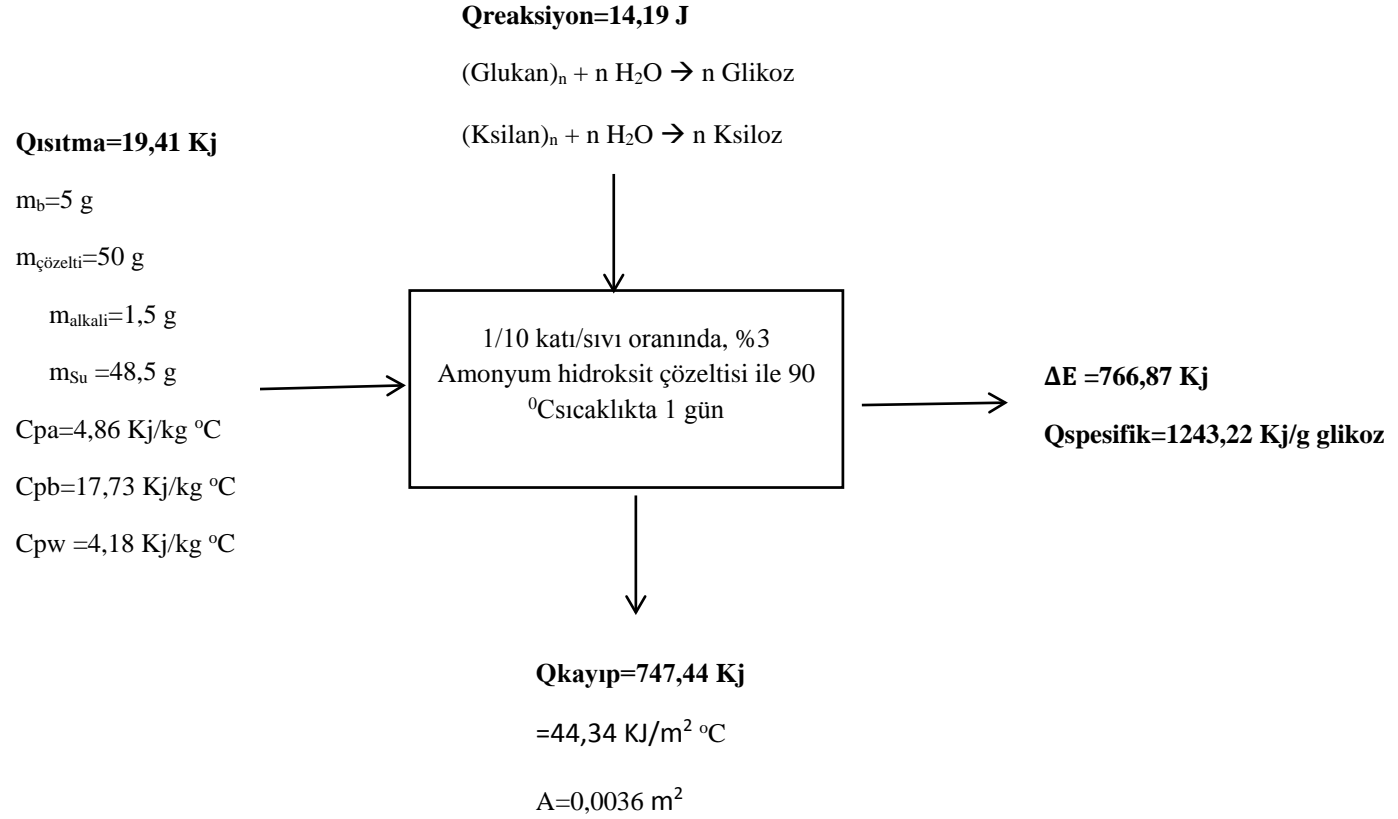 Qreaksiyon=14,19 J
(Glukan)n + n H2O → n Glikoz
(Ksilan)n + n H2O → n Ksiloz
Qısıtma=19,41 Kj
mb=5 g
mçözelti=50 g
malkali=1,5 g
mSu =48,5 g
Cpa=4,86 Kj/kg ºC
Cpb=17,73 Kj/kg ºC
Cpw =4,18 Kj/kg ºC
1/10 katı/sıvı oranında, %3
Amonyum hidroksit çözeltisi ile 90
⁰Csıcaklıkta 1 gün
ΔE =766,87 Kj
Qspesifik=1243,22 Kj/g glikoz
Qkayıp=747,44 Kj
=44,34 KJ/m² ºC
A=0,0036 m²